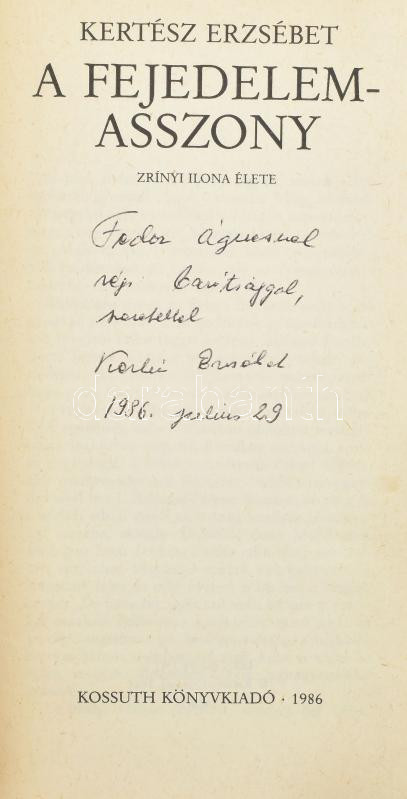 KERTÉSZ ERZSÉBET
A FEJEDELEM-
ASSZONY
ZRÍNYI ILONA ÉLETE
Fodor Ágnesnek
régi barátsággal,
szeretettel
Kertész Erzsébet
1986. július 29
darabanth
KOSSUTH KÖNYVKIADÓ · 1986